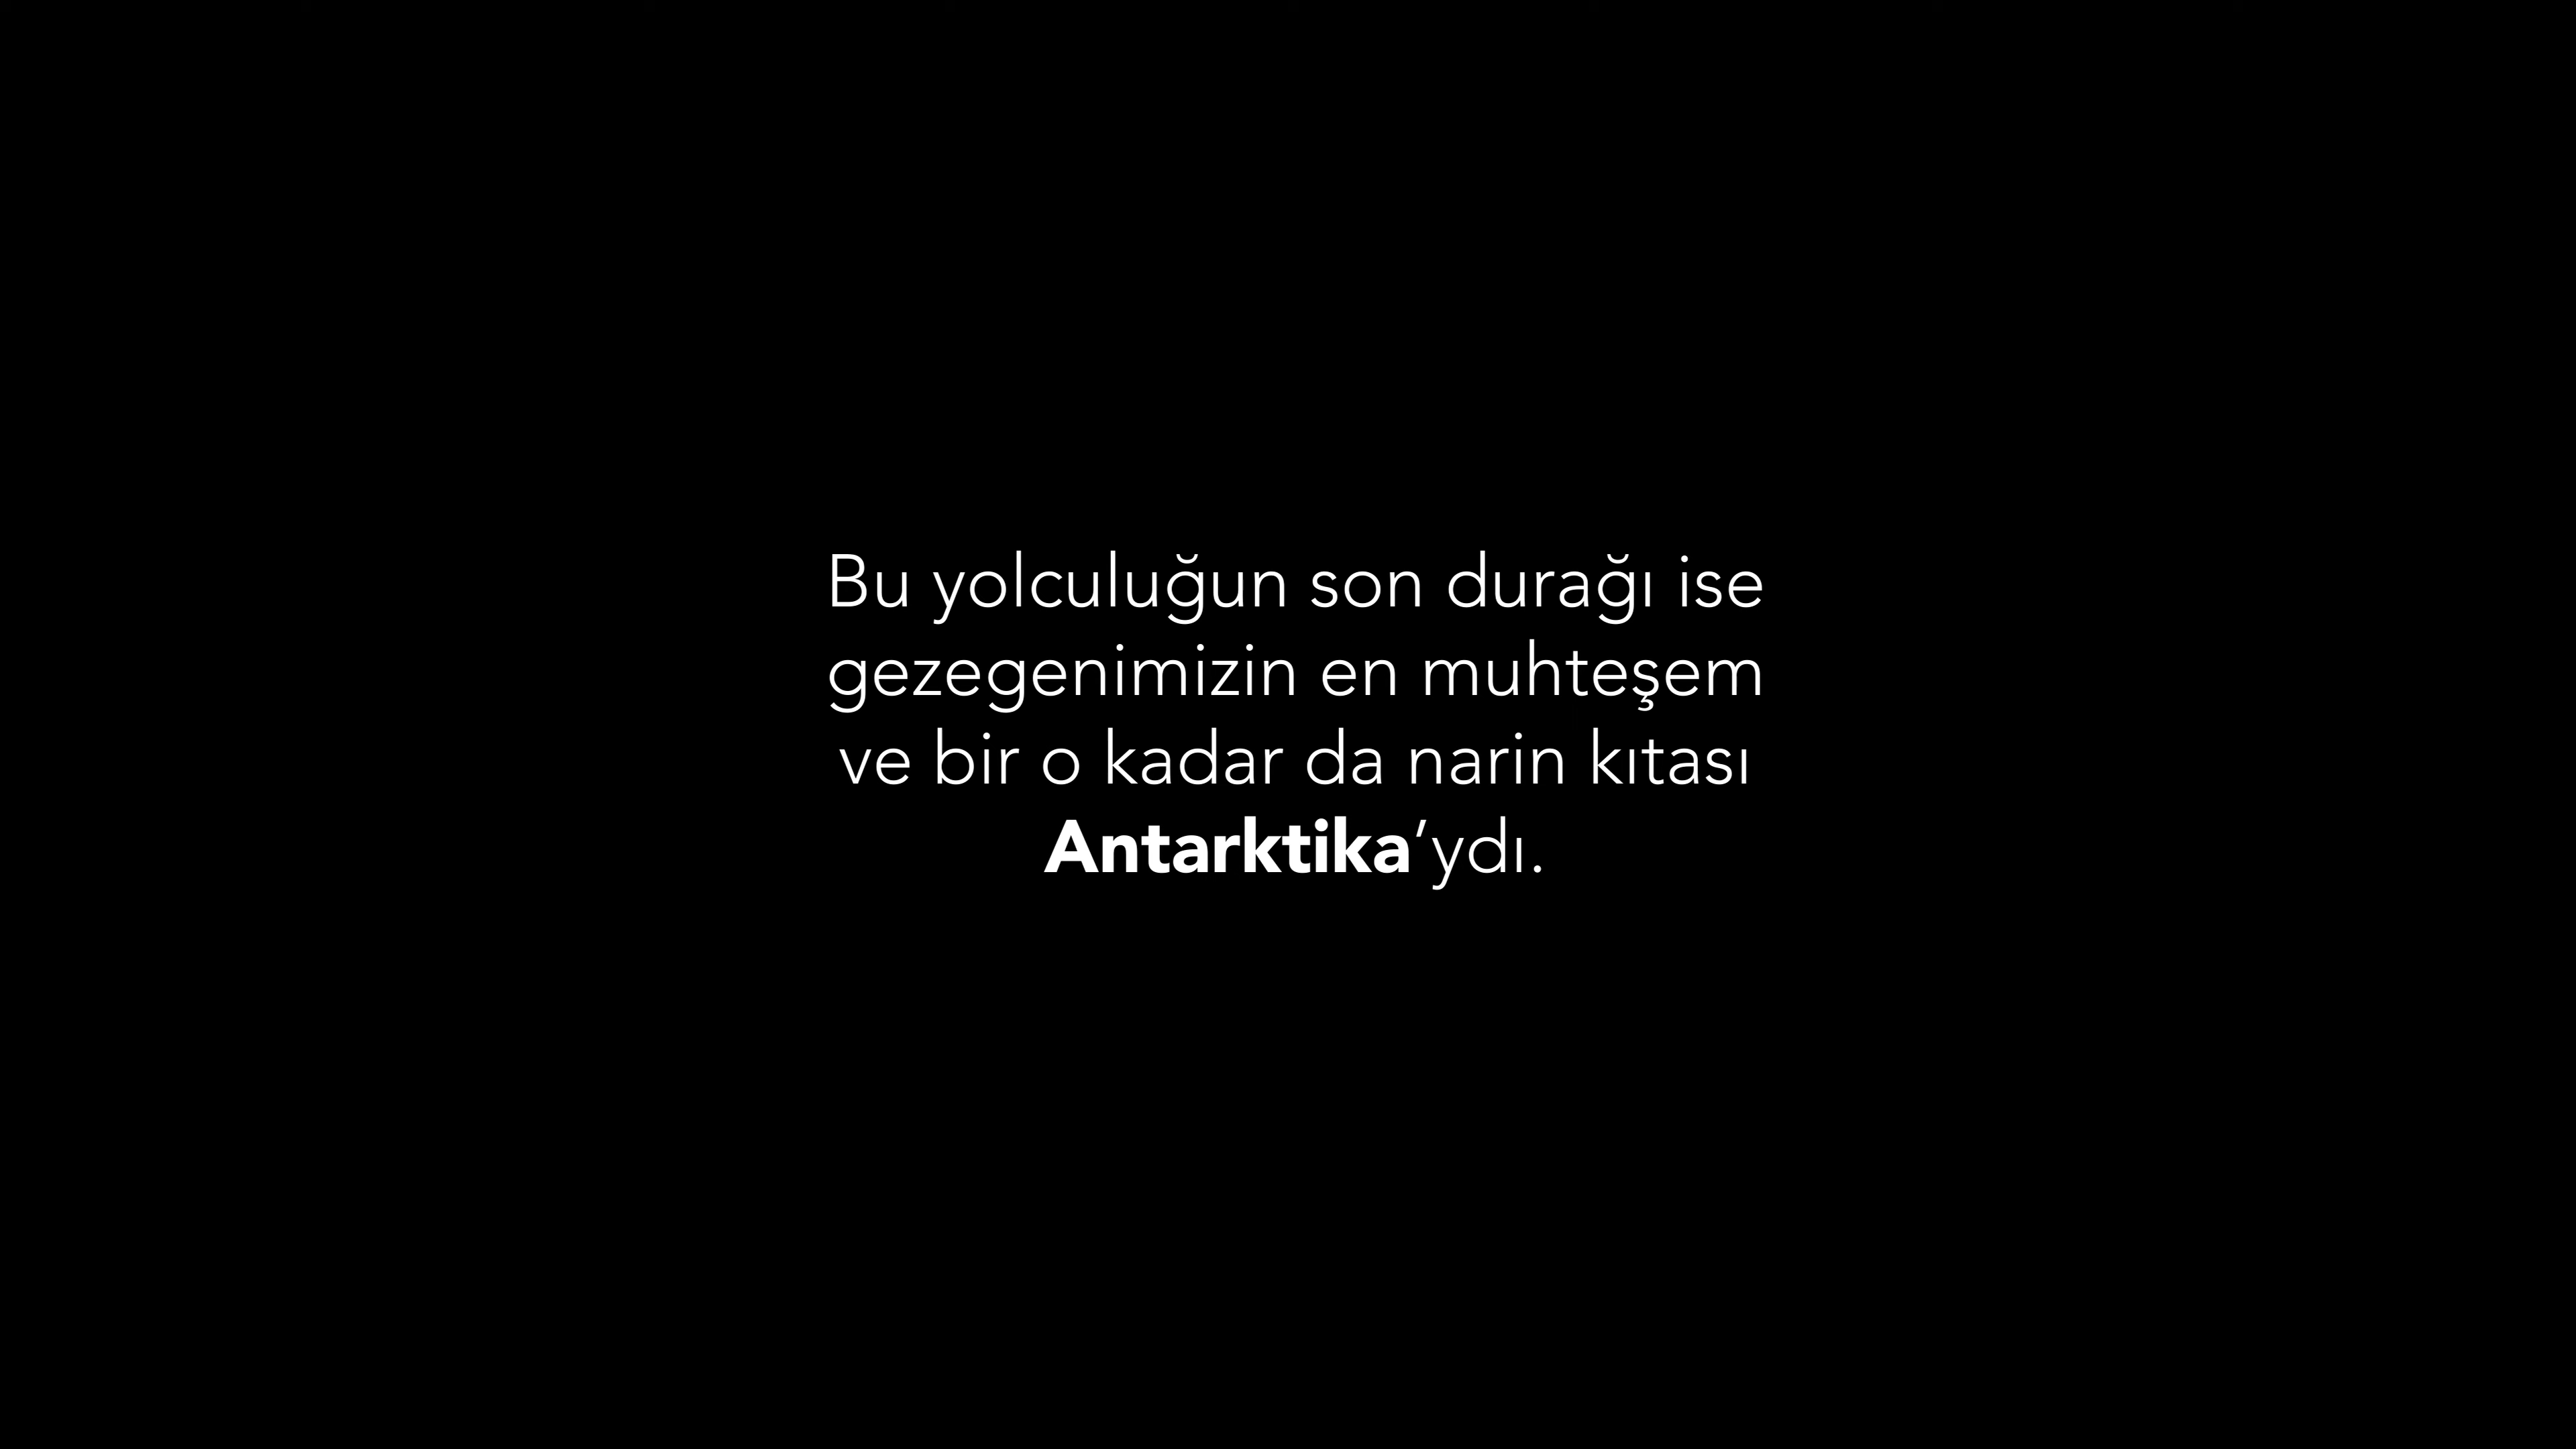 Bu yolculuğun son durağı ise
gezegenimizin en muhteşem
ve bir o kadar da narin kıtası
Antarktika’ydı.